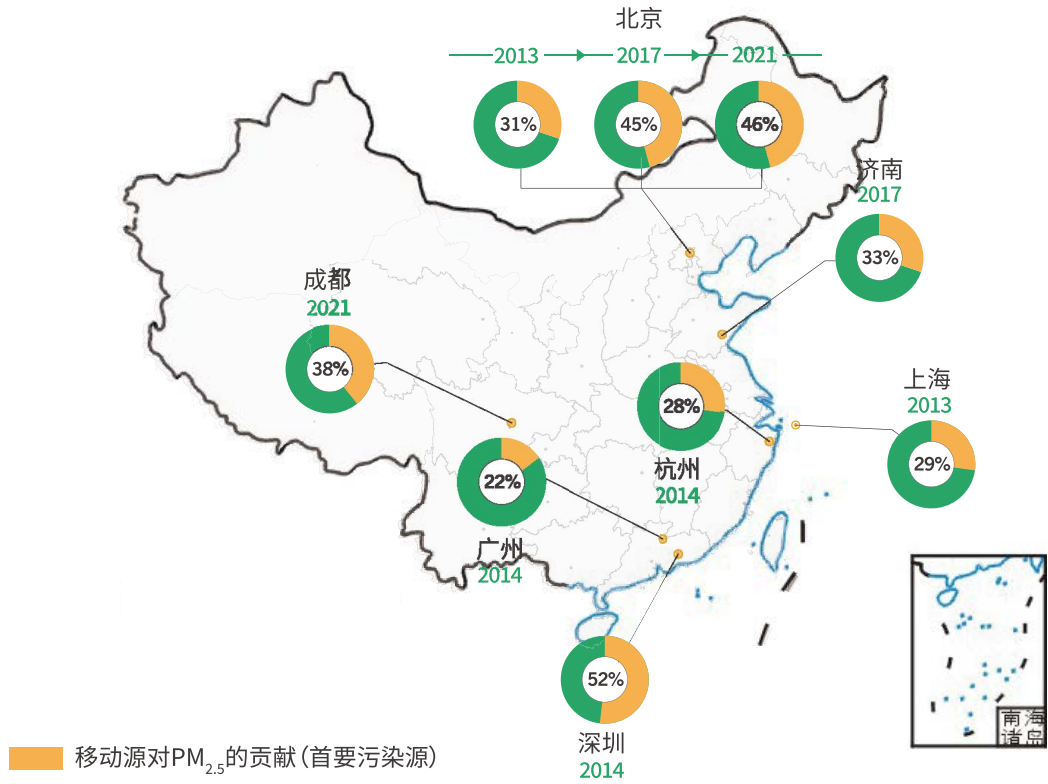 北京
2013 2017 2021
31% 45% 46%
济南
2017
33%
成都
2021
38%
28%
杭州
2014
上海
2013
29%
22%
广州
2014
52%
深圳
2014
南海
诸岛
移动源对PM2.5的贡献（首要污染源）